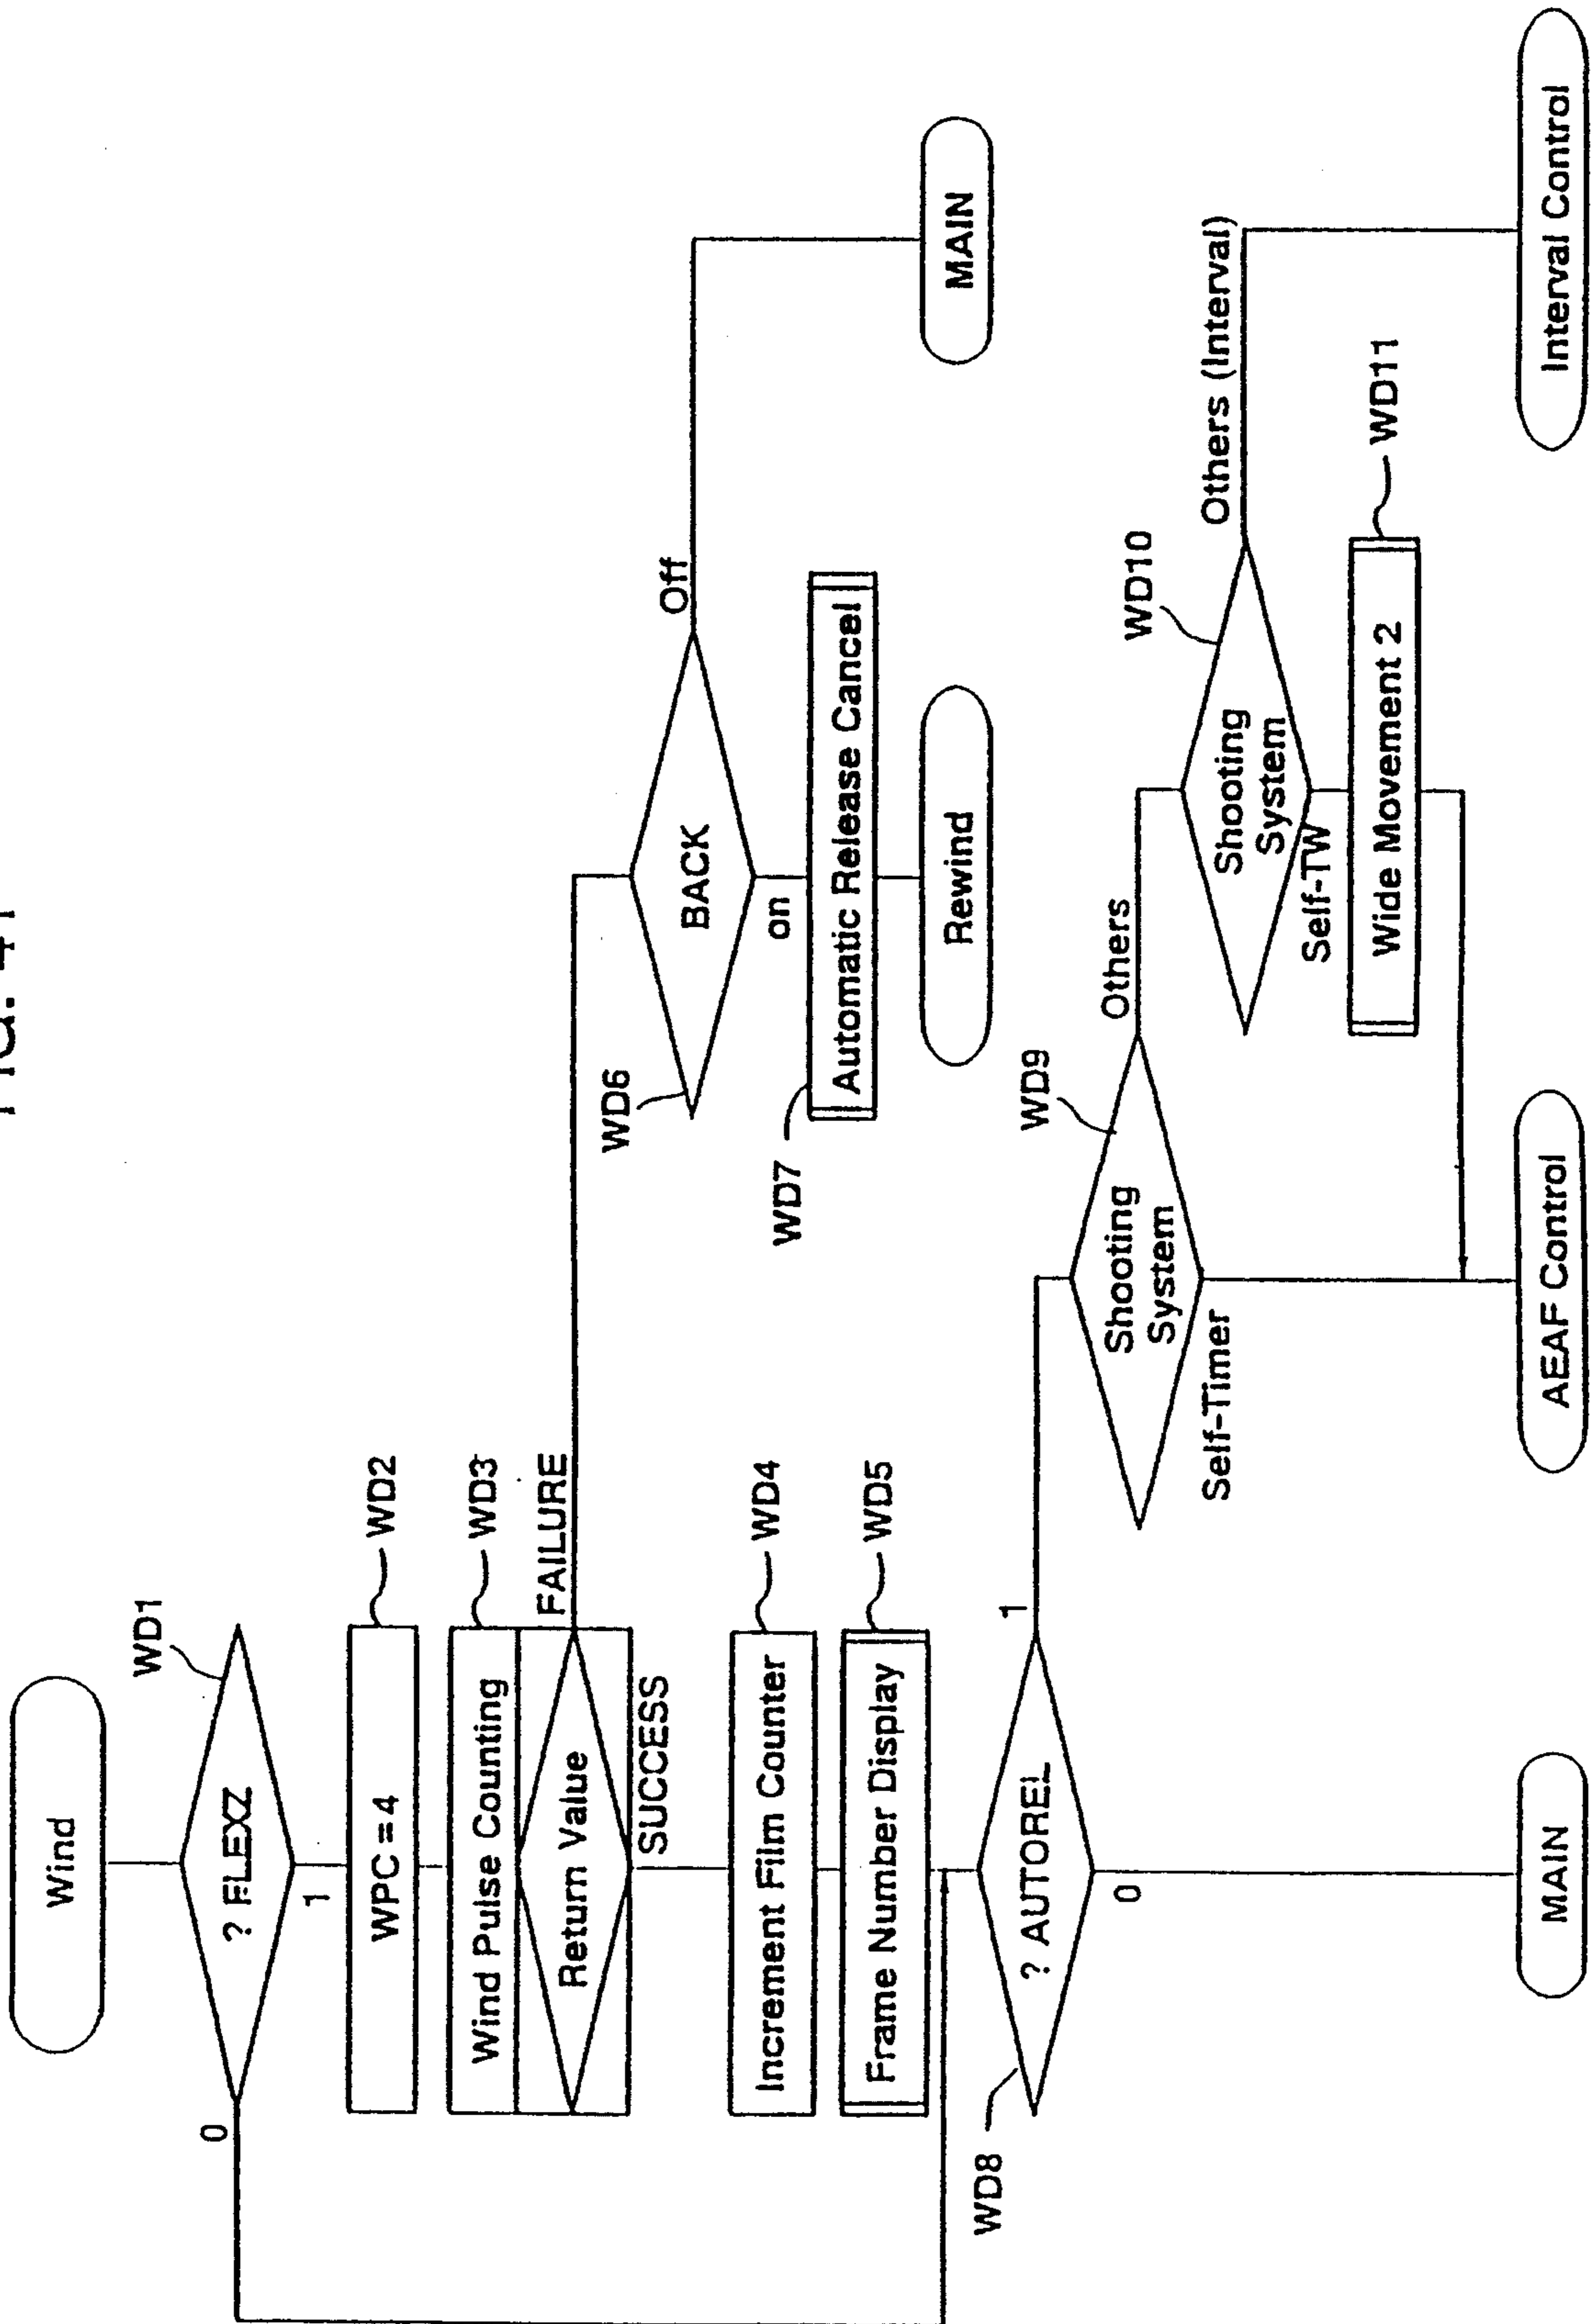 FIG. 41
Wind
WD1
? FLEXZ
0
1
WPC = 4
WD2
Wind Pulse Counting
WD3
Return Value
FAILURE
SUCCESS
Increment Film Counter
WD4
Frame Number Display
WD5
WD6
BACK
Off
on
WD7
Automatic Release Cancel
Rewind
MAIN
WD8
? AUTOREL
1
0
MAIN
WD9
Shooting
System
Others
Self-Timer
WD10
Shooting
System
Others (Interval)
Self-TW
Wide Movement 2
WD11
AEAF Control
Interval Control